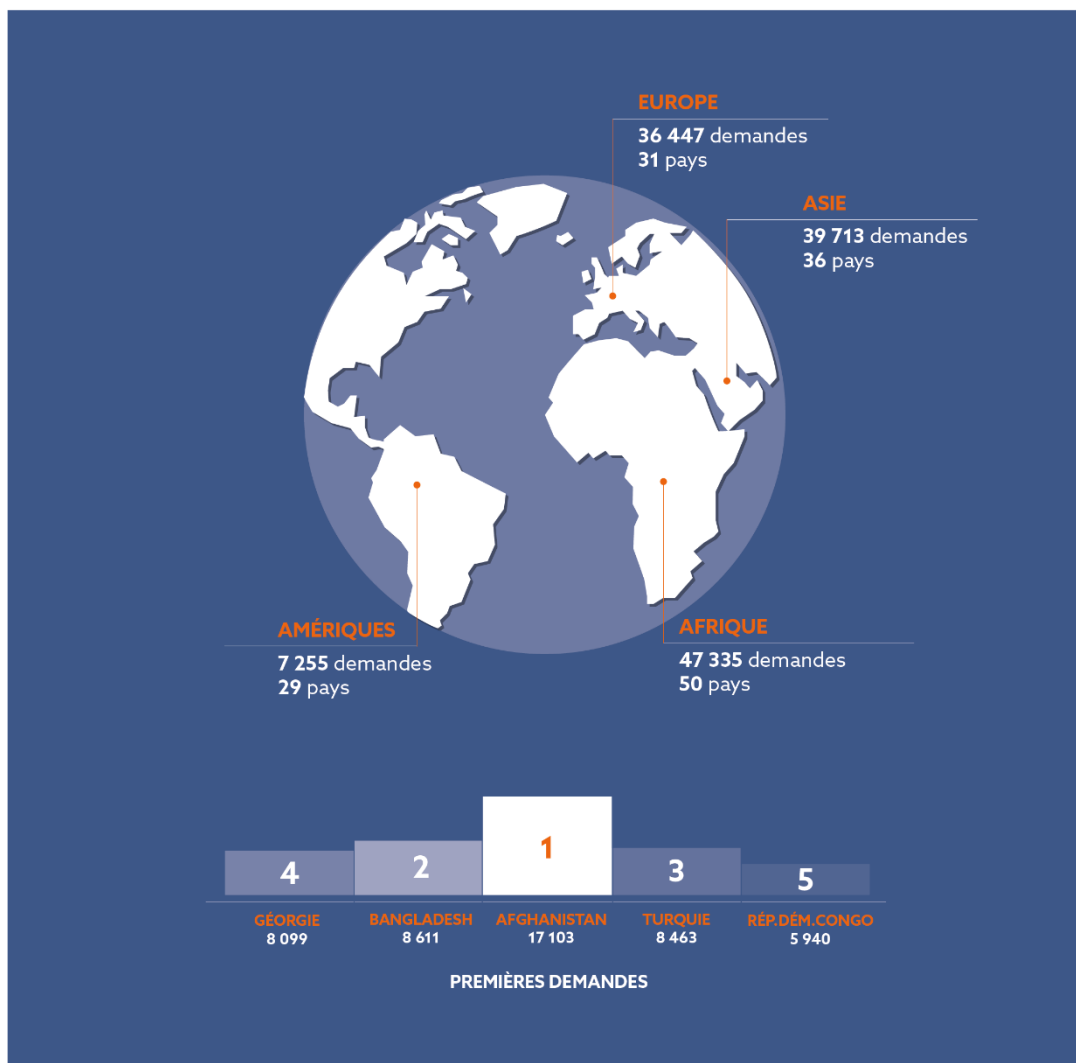 EUROPE
36 447 demandes
31 pays
ASIE
39 713 demandes
36 pays
AMÉRIQUES
7 255 demandes
29 pays
AFRIQUE
47 335 demandes
50 pays
4 2 1 3 5
GÉORGIE BANGLADESH AFGHANISTAN TURQUIE RÉP.DÉM.CONGO
8 099 8 611 17 103 8 463 5 940
PREMIÈRES DEMANDES